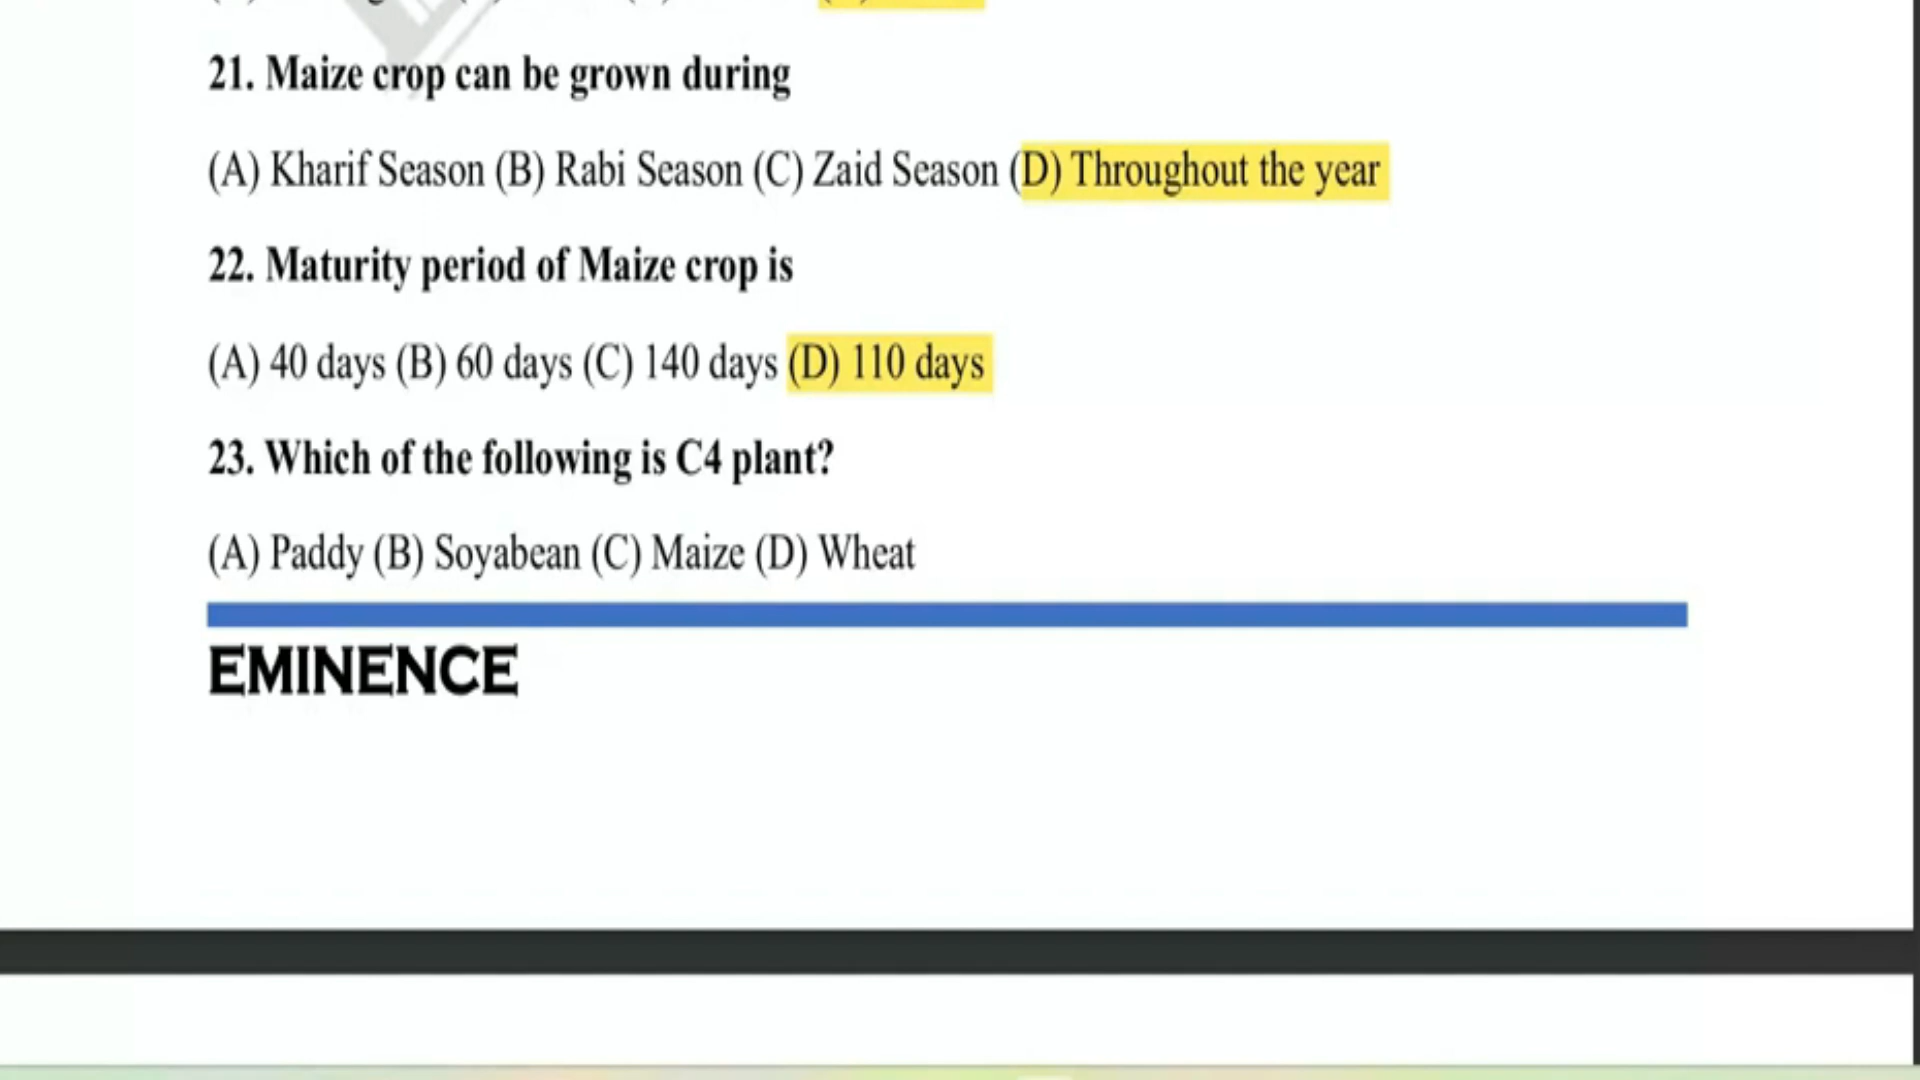 21. Maize crop can be grown during
(A) Kharif Season (B) Rabi Season (C) Zaid Season (D) Throughout the year
22. Maturity period of Maize crop is
(A) 40 days (B) 60 days (C) 140 days (D) 110 days
23. Which of the following is C4 plant?
(A) Paddy (B) Soyabean (C) Maize (D) Wheat
EMINENCE